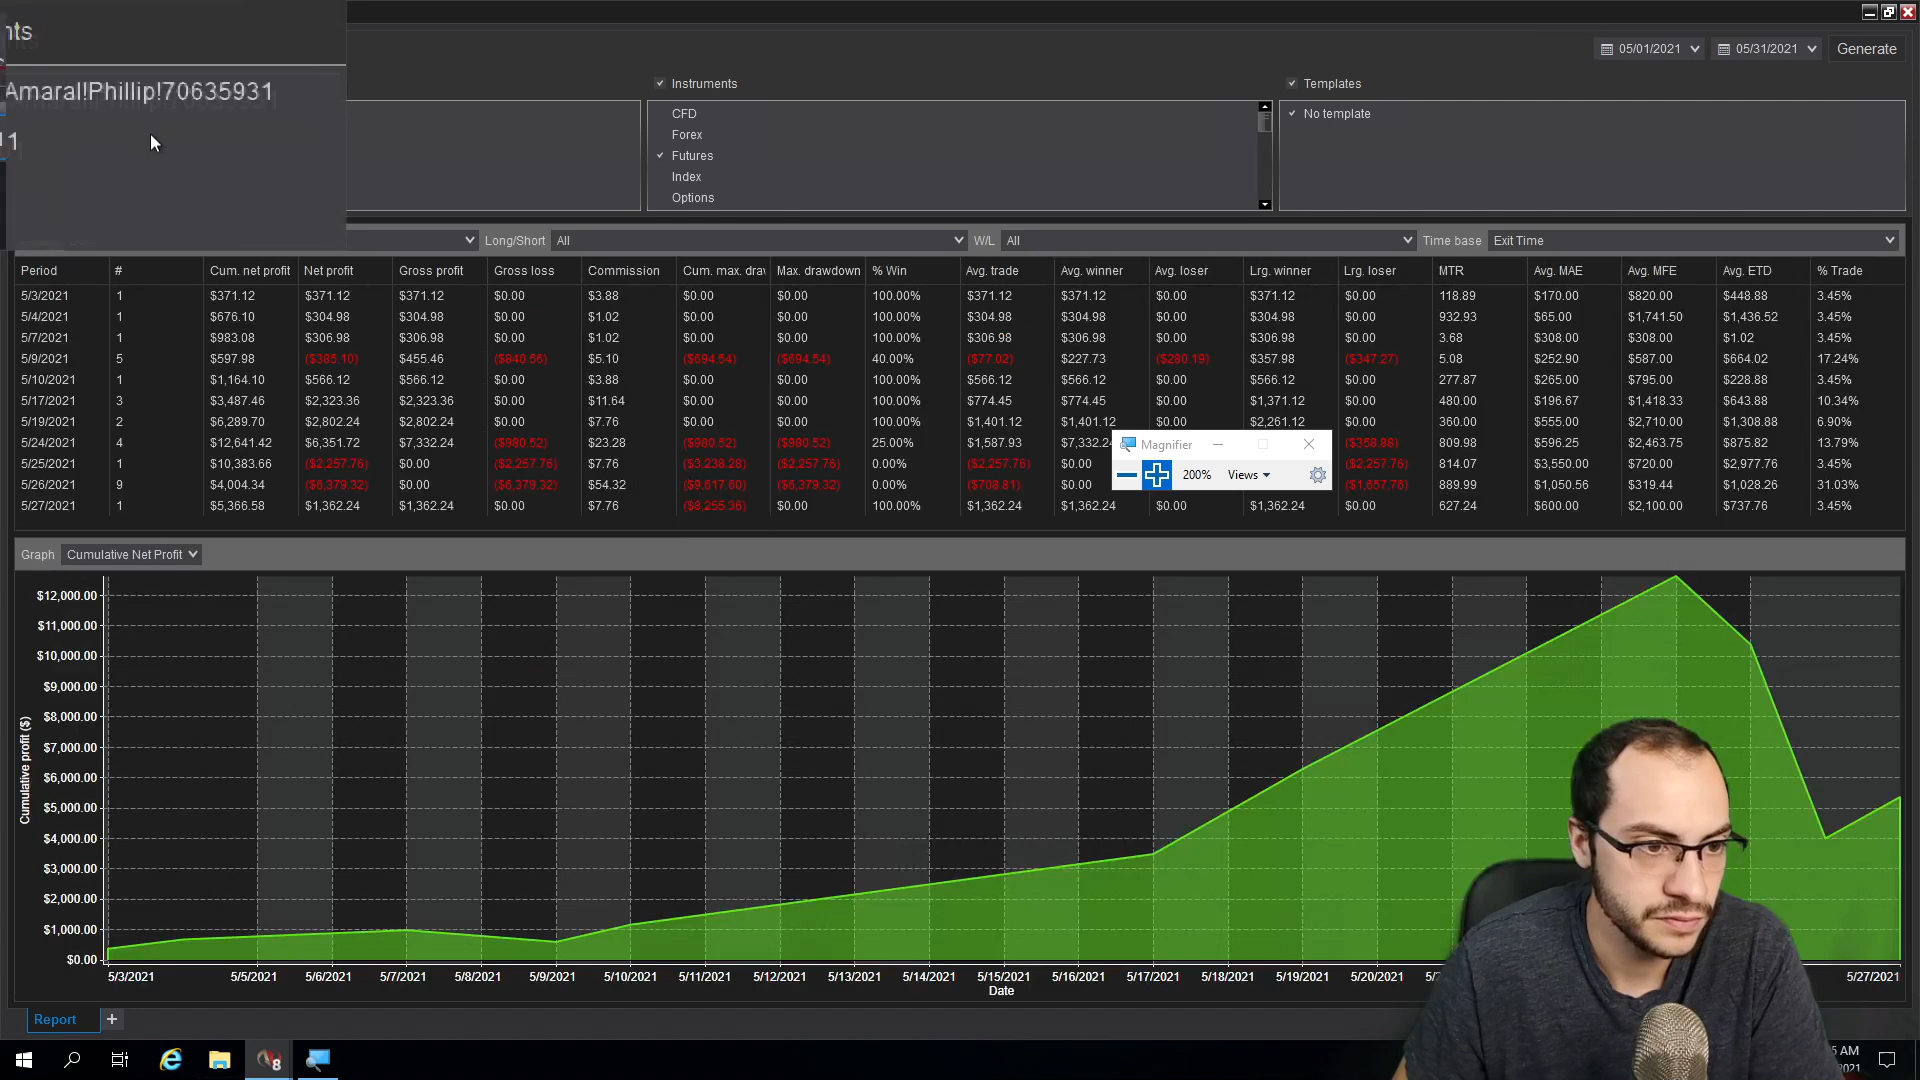 nts
Amaral!Phillip!70635931
11
05/01/2021 05/31/2021 Generate
Instruments
Templates
CFD
Forex
Futures
Index
Options
No template
Long/Short All W/L All Time base Exit Time
Period # Cum. net profit Net profit Gross profit Gross loss Commission Cum. max. drav Max. drawdown % Win Avg. trade Avg. winner Avg. loser Lrg. winner Lrg. loser MTR Avg. MAE Avg. MFE Avg. ETD % Trade
5/3/2021 1 $371.12 $371.12 $371.12 $0.00 $3.88 $0.00 $0.00 100.00% $371.12 $371.12 $0.00 $371.12 $0.00 118.89 $170.00 $820.00 $448.88 3.45%
5/4/2021 1 $676.10 $304.98 $304.98 $0.00 $1.02 $0.00 $0.00 100.00% $304.98 $304.98 $0.00 $304.98 $0.00 932.93 $65.00 $1,741.50 $1,436.52 3.45%
5/7/2021 1 $983.08 $306.98 $306.98 $0.00 $1.02 $0.00 $0.00 100.00% $306.98 $306.98 $0.00 $306.98 $0.00 3.68 $308.00 $308.00 $1.02 3.45%
5/9/2021 5 $597.98 ($385.10) $455.46 ($840.56) $5.10 ($694.54) ($694.54) 40.00% ($77.02) $227.73 ($280.19) $357.98 ($347.27) 5.08 $252.90 $587.00 $664.02 17.24%
5/10/2021 1 $1,164.10 $566.12 $566.12 $0.00 $3.88 $0.00 $0.00 100.00% $566.12 $566.12 $0.00 $566.12 $0.00 277.87 $265.00 $795.00 $228.88 3.45%
5/17/2021 3 $3,487.46 $2,323.36 $2,323.36 $0.00 $11.64 $0.00 $0.00 100.00% $774.45 $774.45 $0.00 $1,371.12 $0.00 480.00 $196.67 $1,418.33 $643.88 10.34%
5/19/2021 2 $6,289.70 $2,802.24 $2,802.24 $0.00 $7.76 $0.00 $0.00 100.00% $1,401.12 $1,401.12 $0.00 $2,261.12 $0.00 360.00 $555.00 $2,710.00 $1,308.88 6.90%
5/24/2021 4 $12,641.42 $6,351.72 $7,332.24 ($980.52) $23.28 ($980.52) ($980.52) 25.00% $1,587.93 $7,332.24 ($358.88) 809.98 $596.25 $2,463.75 $875.82 13.79%
5/25/2021 1 $10,383.66 ($2,257.76) $0.00 ($2,257.76) $7.76 ($3,238.28) ($2,257.76) 0.00% ($2,257.76) $0.00 ($2,257.76) 814.07 $3,550.00 $720.00 $2,977.76 3.45%
5/26/2021 9 $4,004.34 ($6,379.32) $0.00 ($6,379.32) $54.32 ($9,617.60) ($6,379.32) 0.00% ($708.81) $0.00 ($1,657.76) 889.99 $1,050.56 $319.44 $1,028.26 31.03%
5/27/2021 1 $5,366.58 $1,362.24 $1,362.24 $0.00 $7.76 ($8,255.36) $0.00 100.00% $1,362.24 $1,362.24 $0.00 $1,362.24 $0.00 627.24 $600.00 $2,100.00 $737.76 3.45%
Magnifier
200% Views
Graph Cumulative Net Profit
Cumulative profit ($)
$12,000.00
$11,000.00
$10,000.00
$9,000.00
$8,000.00
$7,000.00
$6,000.00
$5,000.00
$4,000.00
$3,000.00
$2,000.00
$1,000.00
$0.00
5/3/2021 5/5/2021 5/6/2021 5/7/2021 5/8/2021 5/9/2021 5/10/2021 5/11/2021 5/12/2021 5/13/2021 5/14/2021 5/15/2021 5/16/2021 5/17/2021 5/18/2021 5/19/2021 5/20/2021 5/27/2021
Date
Report +
8
5 AM
2021